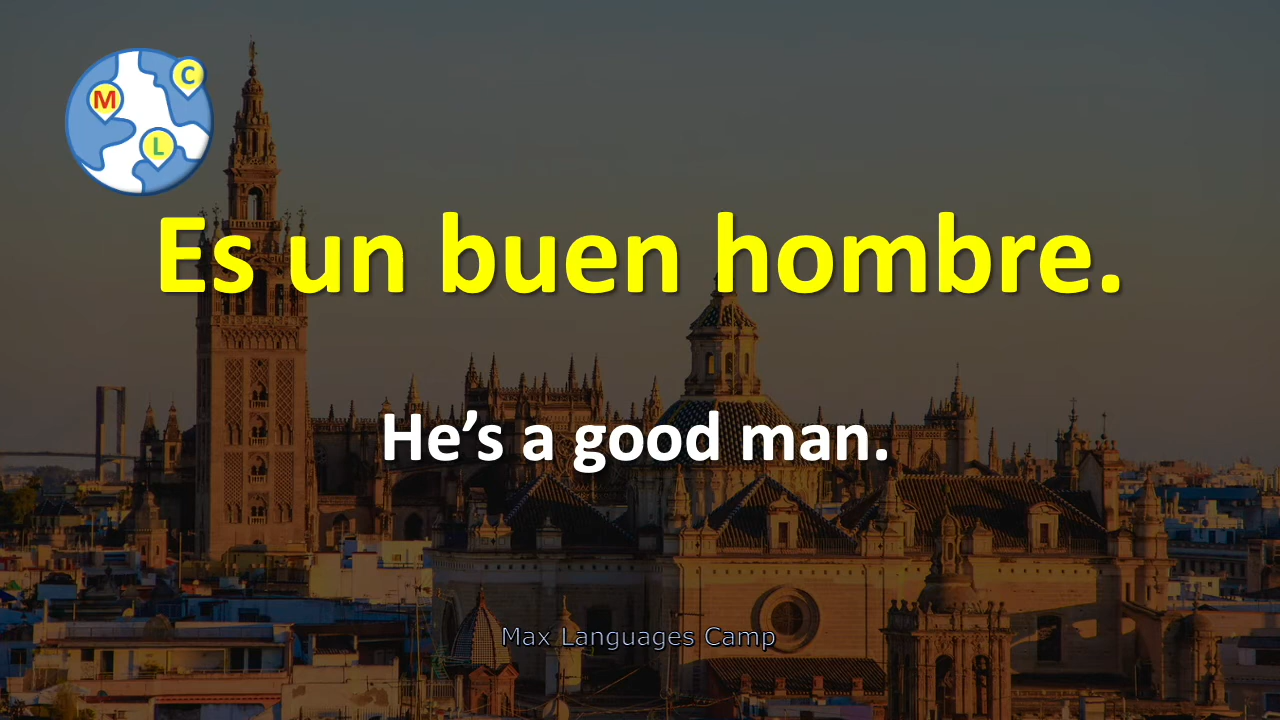 M
C
L
Es un buen hombre.
He’s a good man.
Max Languages Camp